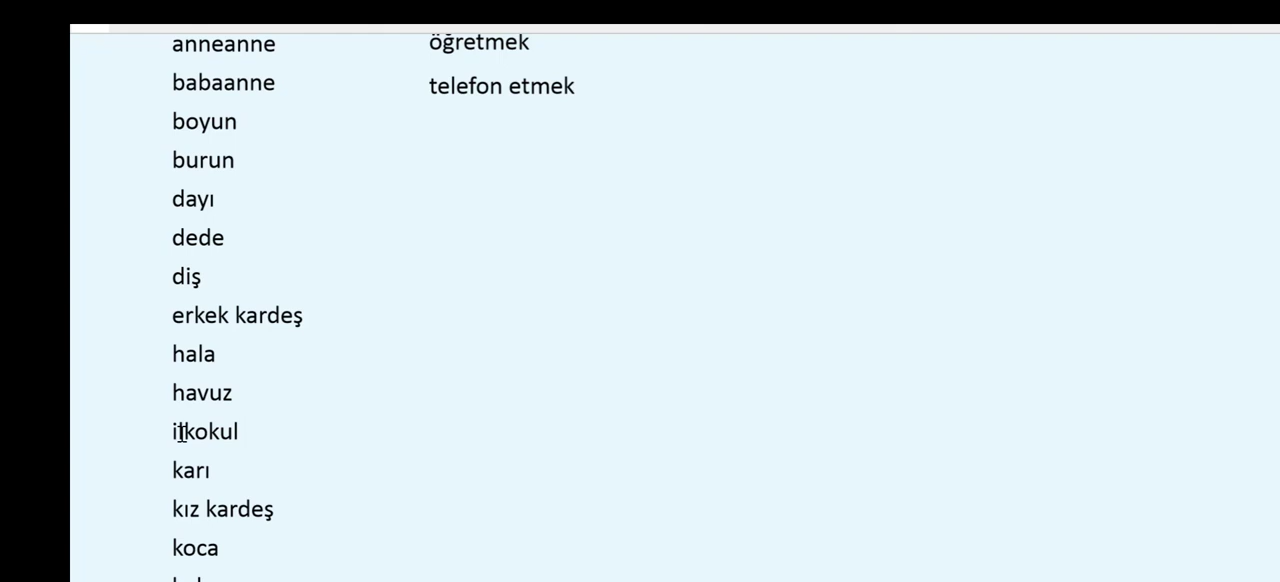 anneanne
babaanne
boyun
burun
dayı
dede
diş
erkek kardeş
hala
havuz
ilkokul
karı
kız kardeş
koca
öğretmek
telefon etmek